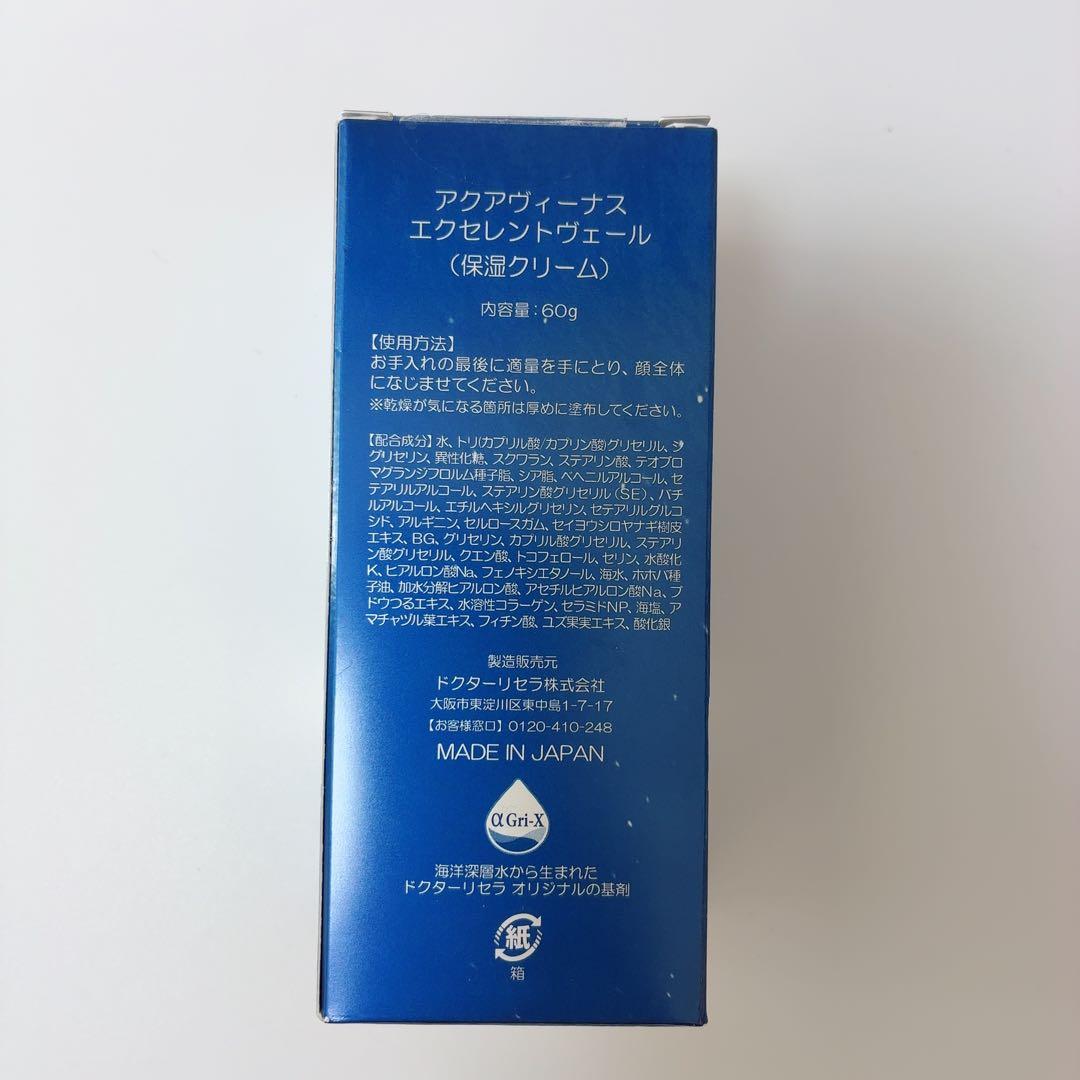 アクアヴィーナス
エクセレントヴェール
（保湿クリーム）
内容量：60g
【使用方法】
お手入れの最後に適量を手にとり、顔全体
になじませてください。
※乾燥が気になる箇所は厚めに塗布してください。
【配合成分】水、トリ(カプリル酸/カプリン酸)グリセリル、ジ
グリセリン、異性化糖、スクワラン、ステアリン酸、テオブロ
マグランジフロルム種子脂、シア脂、ベヘニルアルコール、セ
テアリルアルコール、ステアリン酸グリセリル（SE）、バチ
ルアルコール、エチルヘキシルグリセリン、セテアリルグルコ
シド、アルギニン、セルロースガム、セイヨウシロヤナギ樹皮
エキス、BG、グリセリン、カプリル酸グリセリル、ステアリ
ン酸グリセリル、クエン酸、トコフェロール、セリン、水酸化
K、ヒアルロン酸Na、フェノキシエタノール、海水、ホホバ種
子油、加水分解ヒアルロン酸、アセチルヒアルロン酸Na、ブ
ドウつるエキス、水溶性コラーゲン、セラミドNP、海塩、ア
マチャヅル葉エキス、フィチン酸、ユズ果実エキス、酸化銀
製造販売元
ドクターリセラ株式会社
大阪市東淀川区東中島1-7-17
【お客様窓口】0120-410-248
MADE IN JAPAN
α Gri-X
海洋深層水から生まれた
ドクターリセラ オリジナルの基剤
紙
箱